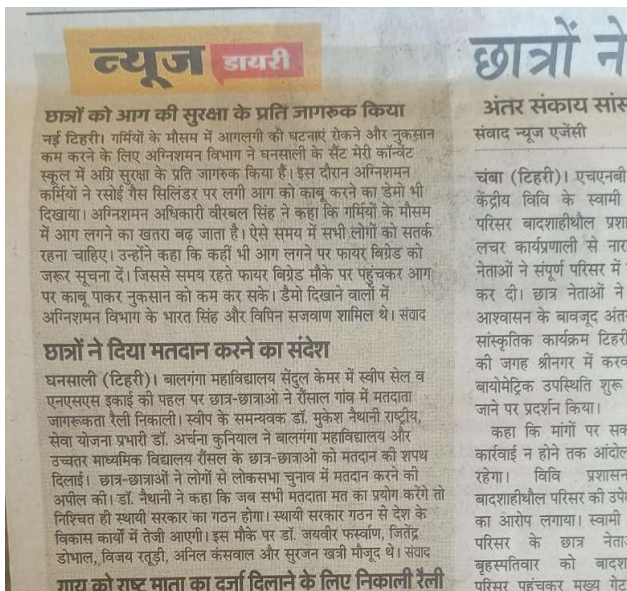 न्यूज डायरी
छात्रों को आग की सुरक्षा के प्रति जागरुक किया
नई टिहरी। गर्मियों के मौसम में आगलगी की घटनाएं रोकने और नुकसान
कम करने के लिए अग्निशमन विभाग ने घनसाली के सैंट मेरी कॉन्वेंट
स्कूल में अग्नि सुरक्षा के प्रति जागरुक किया है। इस दौरान अग्निशमन
कर्मियों ने रसोई गैस सिलिंडर पर लगी आग को काबू करने का डेमो भी
दिखाया। अग्निशमन अधिकारी वीरबल सिंह ने कहा कि गर्मियों के मौसम
में आग लगने का खतरा बढ़ जाता है। ऐसे समय में सभी लोगों को सतर्क
रहना चाहिए। उन्होंने कहा कि कहीं भी आग लगने पर फायर बिग्रेड को
जरूर सूचना दें। जिससे समय रहते फायर बिग्रेड मौके पर पहुंचकर आग
पर काबू पाकर नुकसान को कम कर सके। डैमो दिखाने वालों में
अग्निशमन विभाग के भारत सिंह और विपिन सजवाण शामिल थे। संवाद
छात्रों ने दिया मतदान करने का संदेश
घनसाली (टिहरी)। बालगंगा महाविद्यालय सेंदुल केमर में स्वीप सेल व
एनएसएस इकाई की पहल पर छात्र-छात्राओ ने रौंसाल गांव में मतदाता
जागरूकता रैली निकाली। स्वीप के समन्यवक डॉ. मुकेश नैथानी राष्ट्रीय,
सेवा योजना प्रभारी डॉ. अर्चना कुनियाल ने बालगंगा महाविद्यालय और
उच्चतर माध्यमिक विद्यालय रौंसल के छात्र-छात्राओ को मतदान की शपथ
दिलाई। छात्र-छात्राओं ने लोगों से लोकसभा चुनाव में मतदान करने की
अपील की। डॉ. नैथानी ने कहा कि जब सभी मतदाता मत का प्रयोग करेंगे तो
निश्चित ही स्थायी सरकार का गठन होगा। स्थायी सरकार गठन से देश के
विकास कार्यों में तेजी आएगी। इस मौके पर डॉ. जयवीर फर्स्वाण, जितेंद्र
डोभाल, विजय रतूड़ी, अनिल कंसवाल और सुरजन खत्री मौजूद थे। संवाद
गाय को राष्ट्र माता का दर्जा दिलाने के लिए निकाली रैली
छात्रों ने
अंतर संकाय सांस
संवाद न्यूज एजेंसी
चंबा (टिहरी)। एचएनबी
केंद्रीय विवि के स्वामी
परिसर बादशाहीथौल प्रशा
लचर कार्यप्रणाली से नार
नेताओं ने संपूर्ण परिसर में
कर दी। छात्र नेताओं ने
आश्वासन के बावजूद अंत
सांस्कृतिक कार्यक्रम टिहरी
की जगह श्रीनगर में करव
बायोमेट्रिक उपस्थिति शुरू
जाने पर प्रदर्शन किया।
कहा कि मांगों पर सक
कार्रवाई न होने तक आंदोल
रहेगा। विवि प्रशासन
बादशाहीथौल परिसर की उपे
का आरोप लगाया। स्वामी
परिसर के छात्र नेता
बृहस्पतिवार को बादश
परिसर पहुंचकर मुख्य गेट